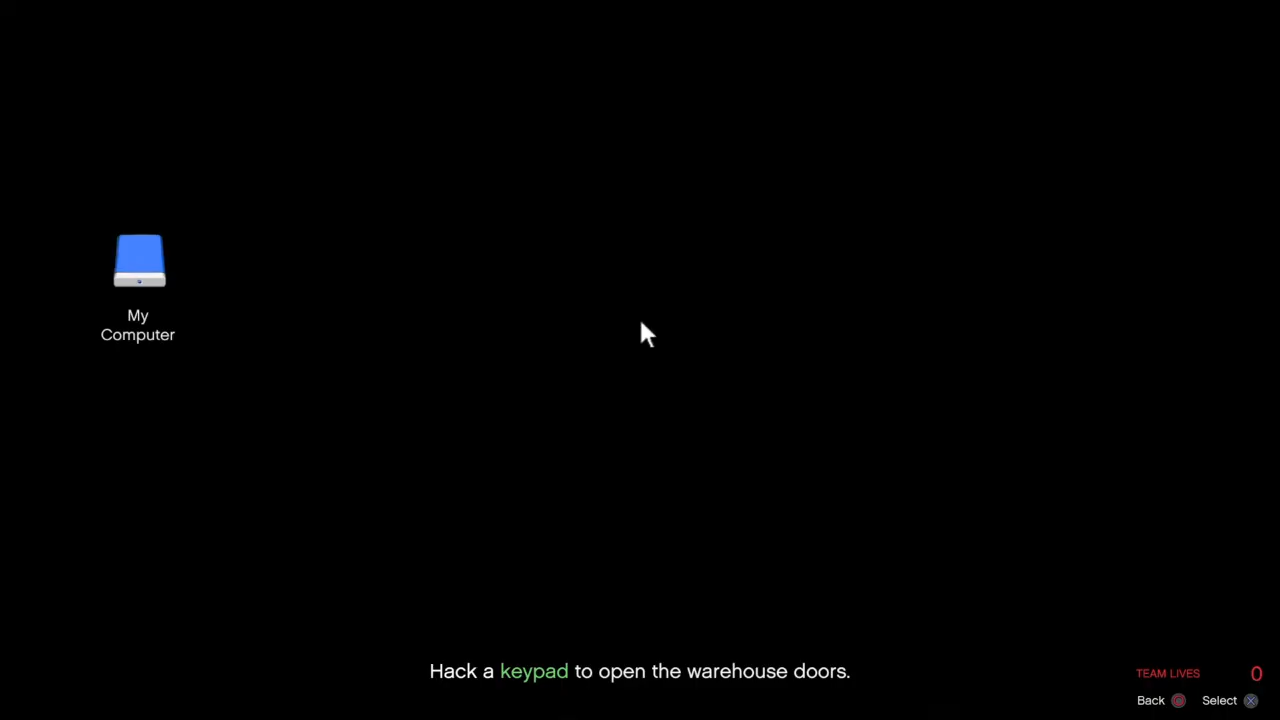 My
Computer
Hack a keypad to open the warehouse doors.
TEAM LIVES 0
Back Select